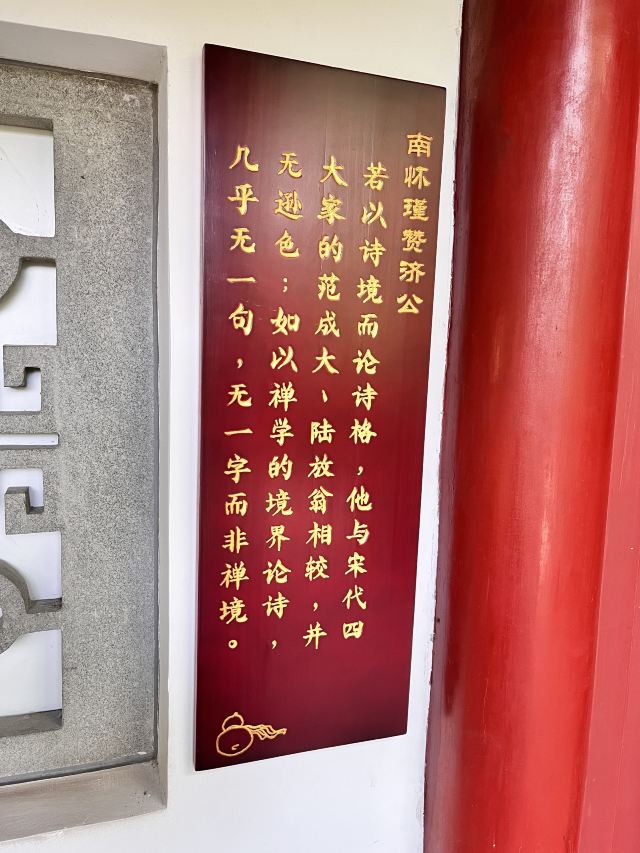 南怀瑾赞济公
若以诗境而论诗格，他与宋代四
大家的范成大、陆放翁相较，并
无逊色；如以禅学的境界论诗，
几乎无一句，无一字而非禅境。